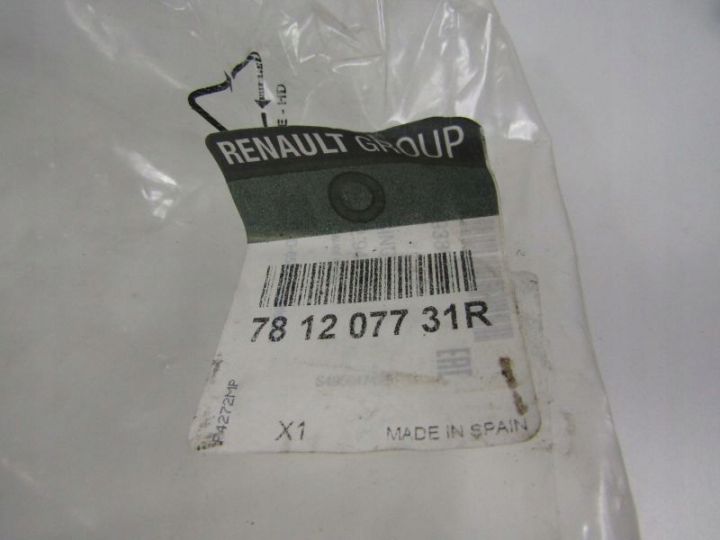 RENAULT GROUP
78 12 077 31R
X1
MADE IN SPAIN